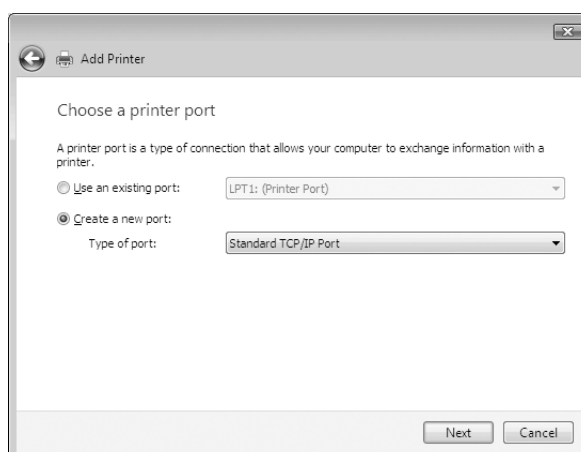 Add Printer
Choose a printer port
A printer port is a type of connection that allows your computer to exchange information with a
printer.
Use an existing port: LPT1: (Printer Port)
Create a new port:
Type of port: Standard TCP/IP Port
Next Cancel